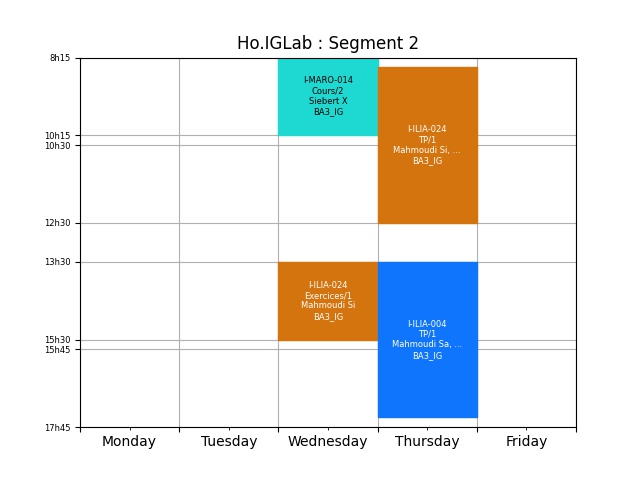 Ho.IGLab : Segment 2
8h15
10h15
10h30
12h30
13h30
15h30
15h45
17h45
I-MARO-014
Cours/2
Siebert X
BA3_IG
I-ILIA-024
TP/1
Mahmoudi Si, ...
BA3_IG
I-ILIA-024
Exercices/1
Mahmoudi Si
BA3_IG
I-ILIA-004
TP/1
Mahmoudi Sa, ...
BA3_IG
Monday
Tuesday
Wednesday
Thursday
Friday